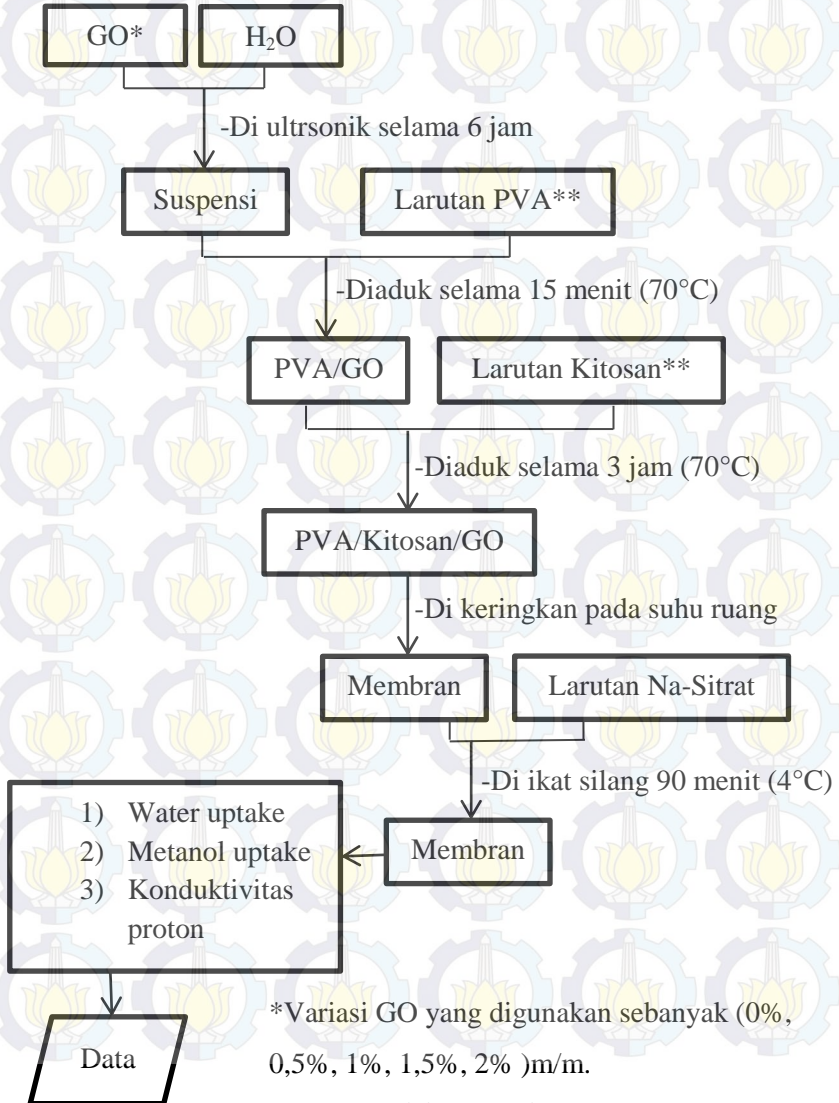 GO*
H₂O
-Di ultrsonik selama 6 jam
Suspensi
Larutan PVA**
-Diaduk selama 15 menit (70°C)
PVA/GO
Larutan Kitosan**
-Diaduk selama 3 jam (70°C)
PVA/Kitosan/GO
-Di keringkan pada suhu ruang
Membran
Larutan Na-Sitrat
-Di ikat silang 90 menit (4°C)
Membran
1) Water uptake
2) Metanol uptake
3) Konduktivitas
proton
Data
*Variasi GO yang digunakan sebanyak (0%,
0,5%, 1%, 1,5%, 2% )m/m.